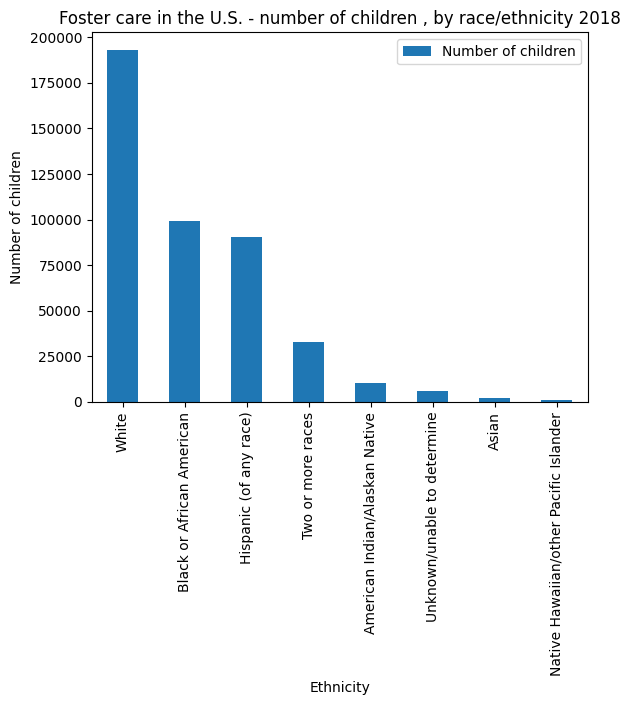 Foster care in the U.S. - number of children , by race/ethnicity 2018
Number of children
Number of children
200000
175000
150000
125000
100000
75000
50000
25000
0
White
Black or African American
Hispanic (of any race)
Two or more races
American Indian/Alaskan Native
Unknown/unable to determine
Asian
Native Hawaiian/other Pacific Islander
Ethnicity